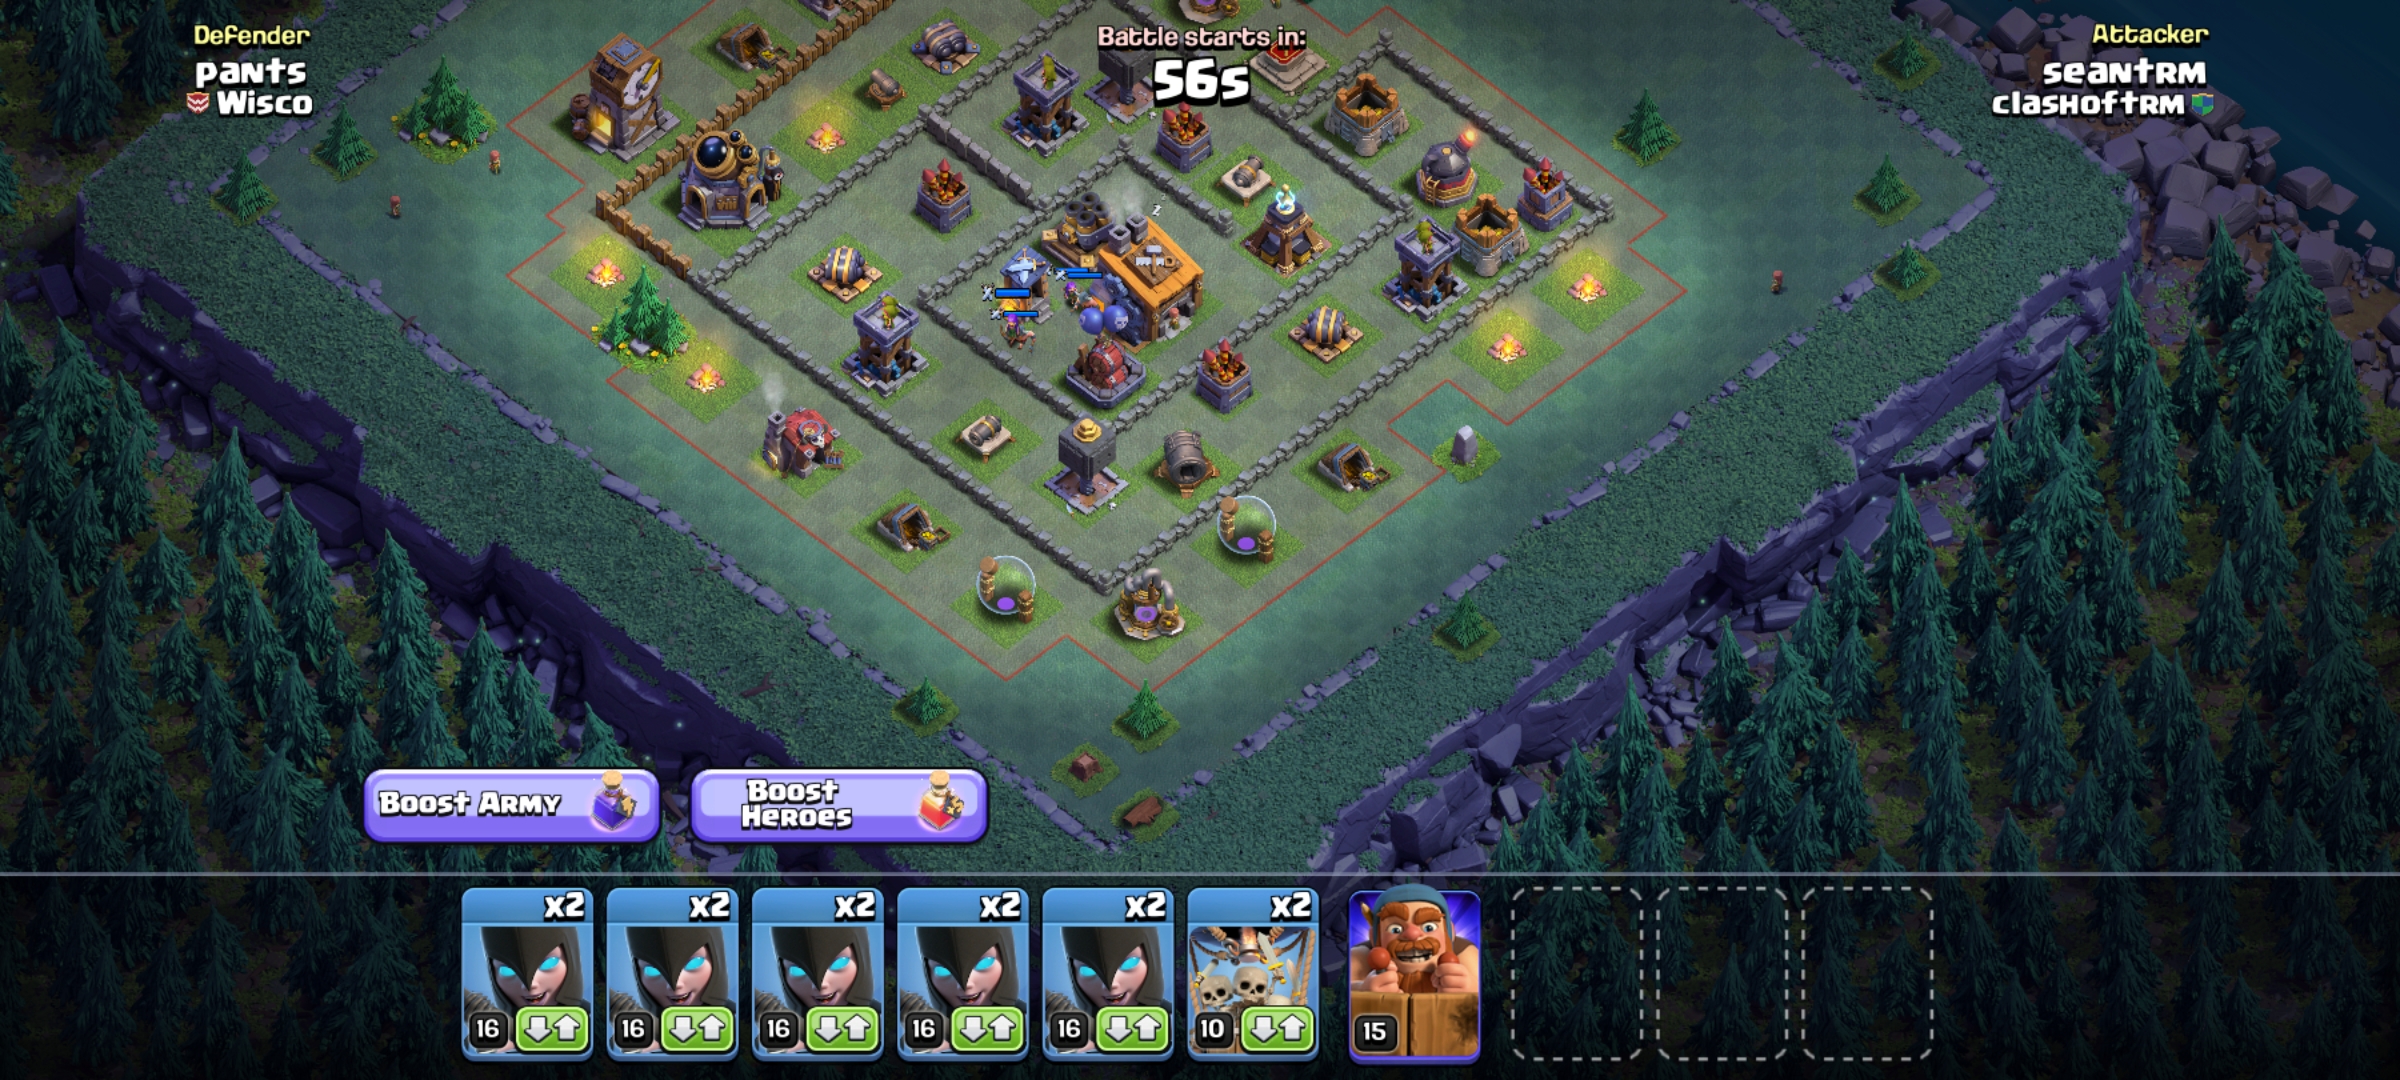 Defender
pants
Wisco
Battle starts in:
56s
Attacker
seantRM
clashoftRM
Boost Army
Boost
Heroes
x2
x2
x2
x2
x2
x2
16
16
16
16
16
10
15